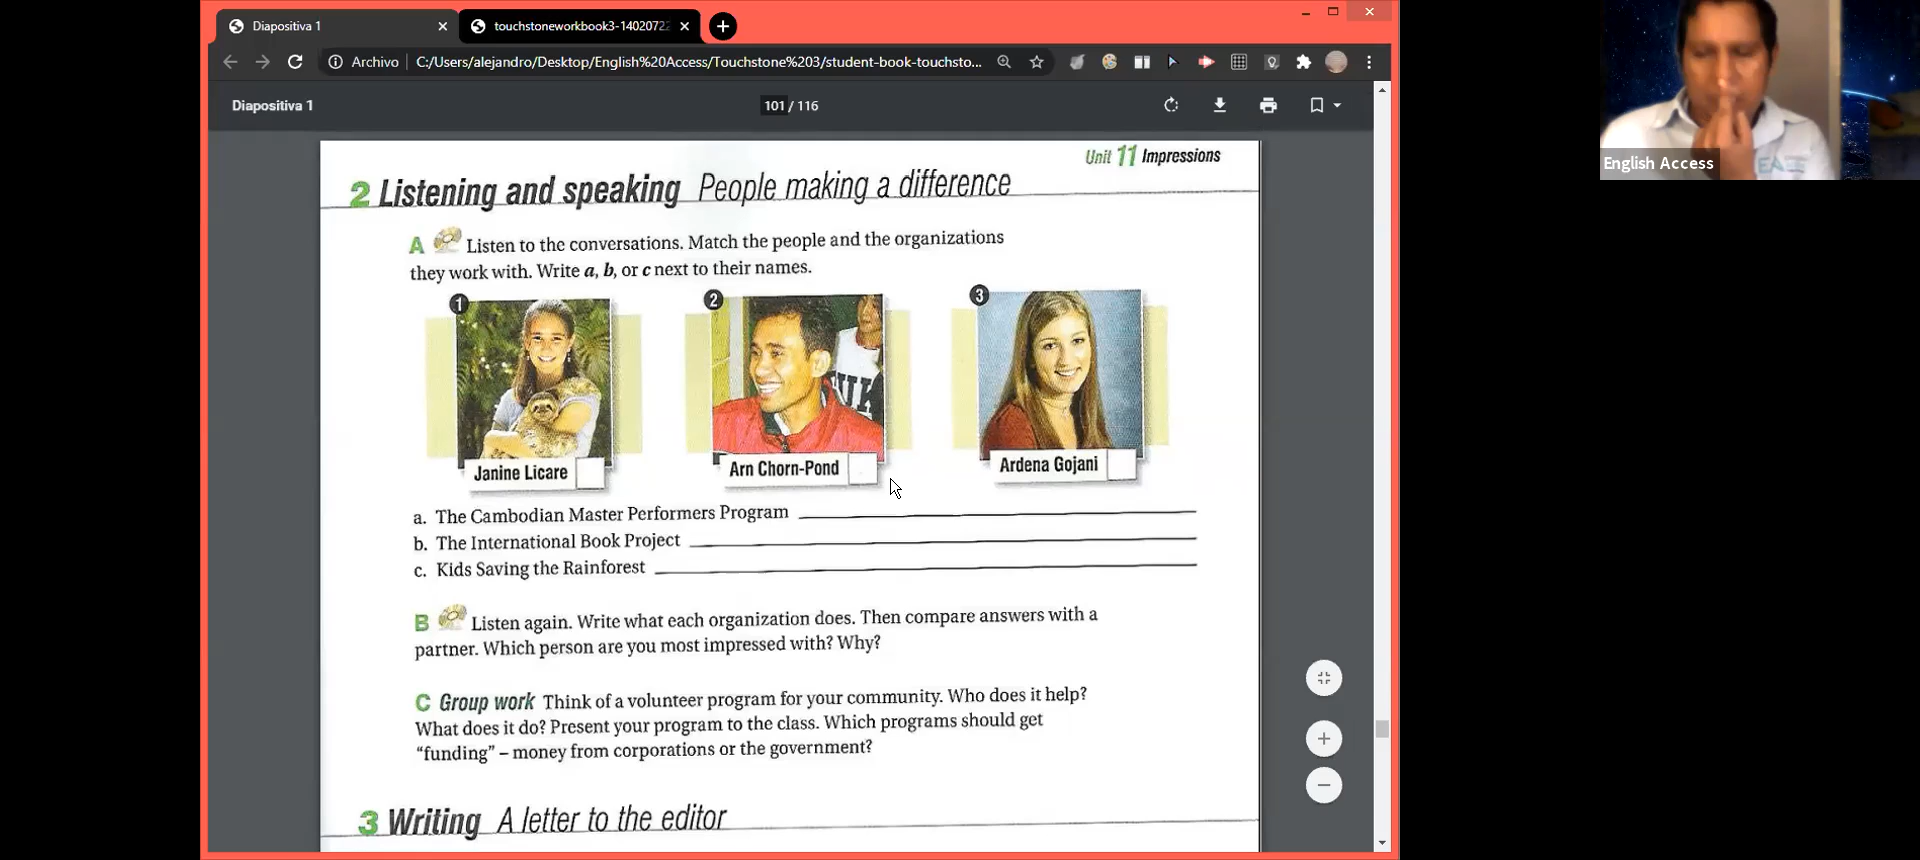 Diapositiva 1
touchstoneworkbook3-1402072
Archivo
C:/Users/alejandro/Desktop/English%20Access/Touchstone%203/student-book-touchsto...
Diapositiva 1
101 / 116
English Access
Unit 11 Impressions
2 Listening and speaking People making a difference
A Listen to the conversations. Match the people and the organizations
they work with. Write a, b, or c next to their names.
1
2
3
Janine Licare
Arn Chorn-Pond
Ardena Gojani
a. The Cambodian Master Performers Program
b. The International Book Project
c. Kids Saving the Rainforest
B Listen again. Write what each organization does. Then compare answers with a
partner. Which person are you most impressed with? Why?
C Group work Think of a volunteer program for your community. Who does it help?
What does it do? Present your program to the class. Which programs should get
“funding” – money from corporations or the government?
3 Writing A letter to the editor